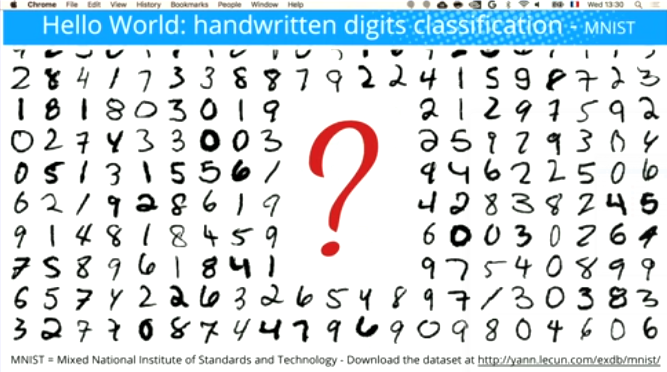 Chrome File Edit View History Bookmarks People Window Help Wed 13:30
Hello World: handwritten digits classification - MNIST
2 8 4 1 7 3 3 8 8 7 9 2 2 4 1 5 9 8 7 2 3
1 8 1 8 0 3 0 1 9 2 1 2 9 7 5 9 2
0 2 7 4 3 3 0 0 3 2 5 9 2 9 3 0 4
0 5 1 3 1 5 5 6 1 9 4 6 2 2 5 0 6
6 2 1 9 2 8 6 1 9 4 2 8 3 8 2 4 5
?
9 1 4 8 1 8 4 5 9 6 0 0 3 0 2 6 4
7 5 8 9 6 1 8 4 1 9 7 5 4 0 8 9 9
6 5 7 4 2 2 6 3 2 6 5 4 8 9 7 1 3 0 3 8 3
3 2 7 7 0 8 7 4 4 7 9 6 9 0 9 8 0 4 6 0 6
MNIST = Mixed National Institute of Standards and Technology - Download the dataset at http://yann.lecun.com/exdb/mnist/